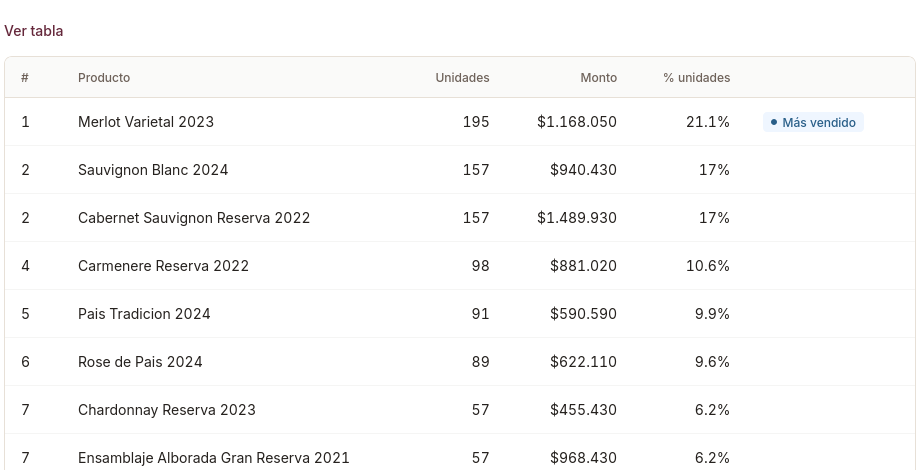 Ver tabla
# Producto Unidades Monto % unidades
1 Merlot Varietal 2023 195 $1.168.050 21.1% Más vendido
2 Sauvignon Blanc 2024 157 $940.430 17%
2 Cabernet Sauvignon Reserva 2022 157 $1.489.930 17%
4 Carmenere Reserva 2022 98 $881.020 10.6%
5 Pais Tradicion 2024 91 $590.590 9.9%
6 Rose de Pais 2024 89 $622.110 9.6%
7 Chardonnay Reserva 2023 57 $455.430 6.2%
7 Ensamblaje Alborada Gran Reserva 2021 57 $968.430 6.2%